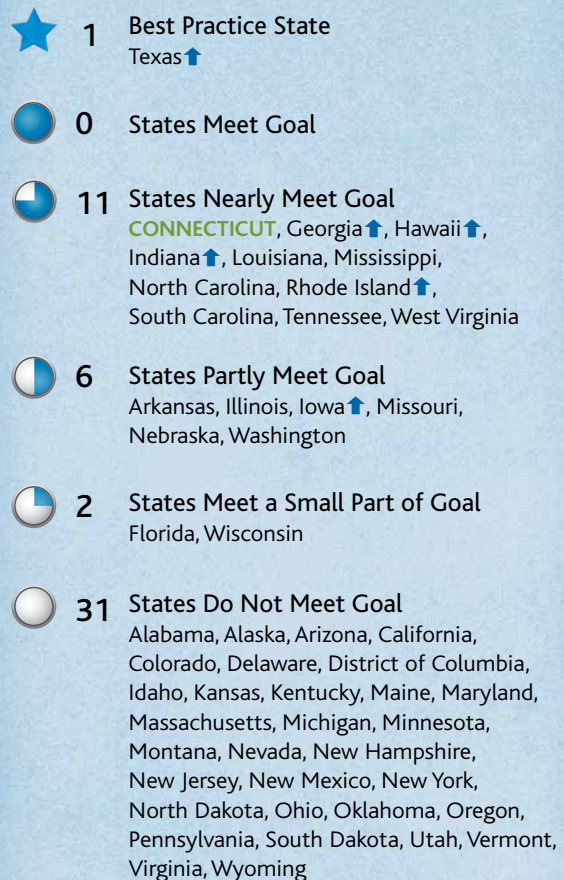 1 Best Practice State
Texas⬆
0 States Meet Goal
11 States Nearly Meet Goal
CONNECTICUT, Georgia⬆, Hawaii⬆,
Indiana⬆, Louisiana, Mississippi,
North Carolina, Rhode Island⬆,
South Carolina, Tennessee, West Virginia
6 States Partly Meet Goal
Arkansas, Illinois, Iowa⬆, Missouri,
Nebraska, Washington
2 States Meet a Small Part of Goal
Florida, Wisconsin
31 States Do Not Meet Goal
Alabama, Alaska, Arizona, California,
Colorado, Delaware, District of Columbia,
Idaho, Kansas, Kentucky, Maine, Maryland,
Massachusetts, Michigan, Minnesota,
Montana, Nevada, New Hampshire,
New Jersey, New Mexico, New York,
North Dakota, Ohio, Oklahoma, Oregon,
Pennsylvania, South Dakota, Utah, Vermont,
Virginia, Wyoming